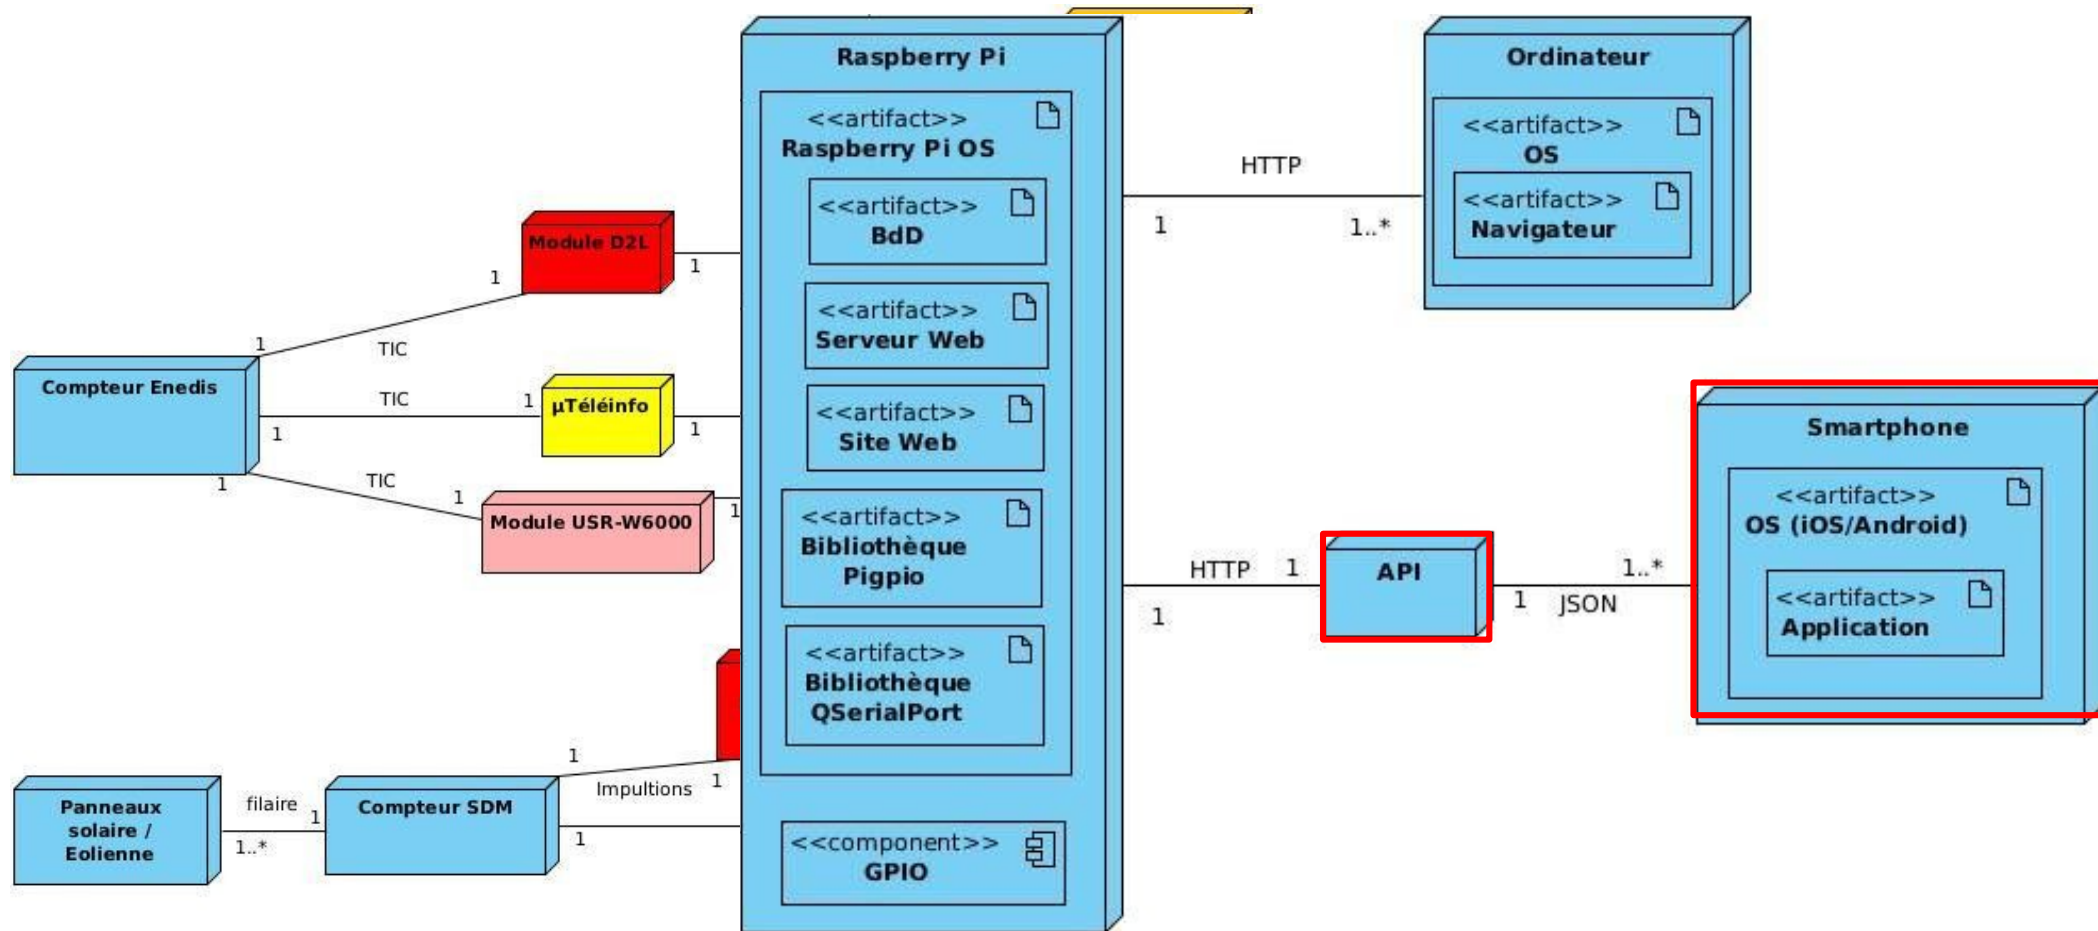 Raspberry Pi
<<artifact>>
Raspberry Pi OS
<<artifact>>
BdD
<<artifact>>
Serveur Web
<<artifact>>
Site Web
<<artifact>>
Bibliothèque
Pigpio
<<artifact>>
Bibliothèque
QSerialPort
<<component>>
GPIO
Ordinateur
<<artifact>>
OS
<<artifact>>
Navigateur
HTTP
1
1..*
Module D2L
1
1
1
TIC
Compteur Enedis
TIC
1
1
µTéléinfo
1
TIC
1
1
Module USR-W6000
1
Smartphone
<<artifact>>
OS (iOS/Android)
<<artifact>>
Application
HTTP
1
1
API
1
JSON
1..*
Panneaux
solaire /
Eolienne
filaire
1
1..*
Compteur SDM
1
Impultions
1
1